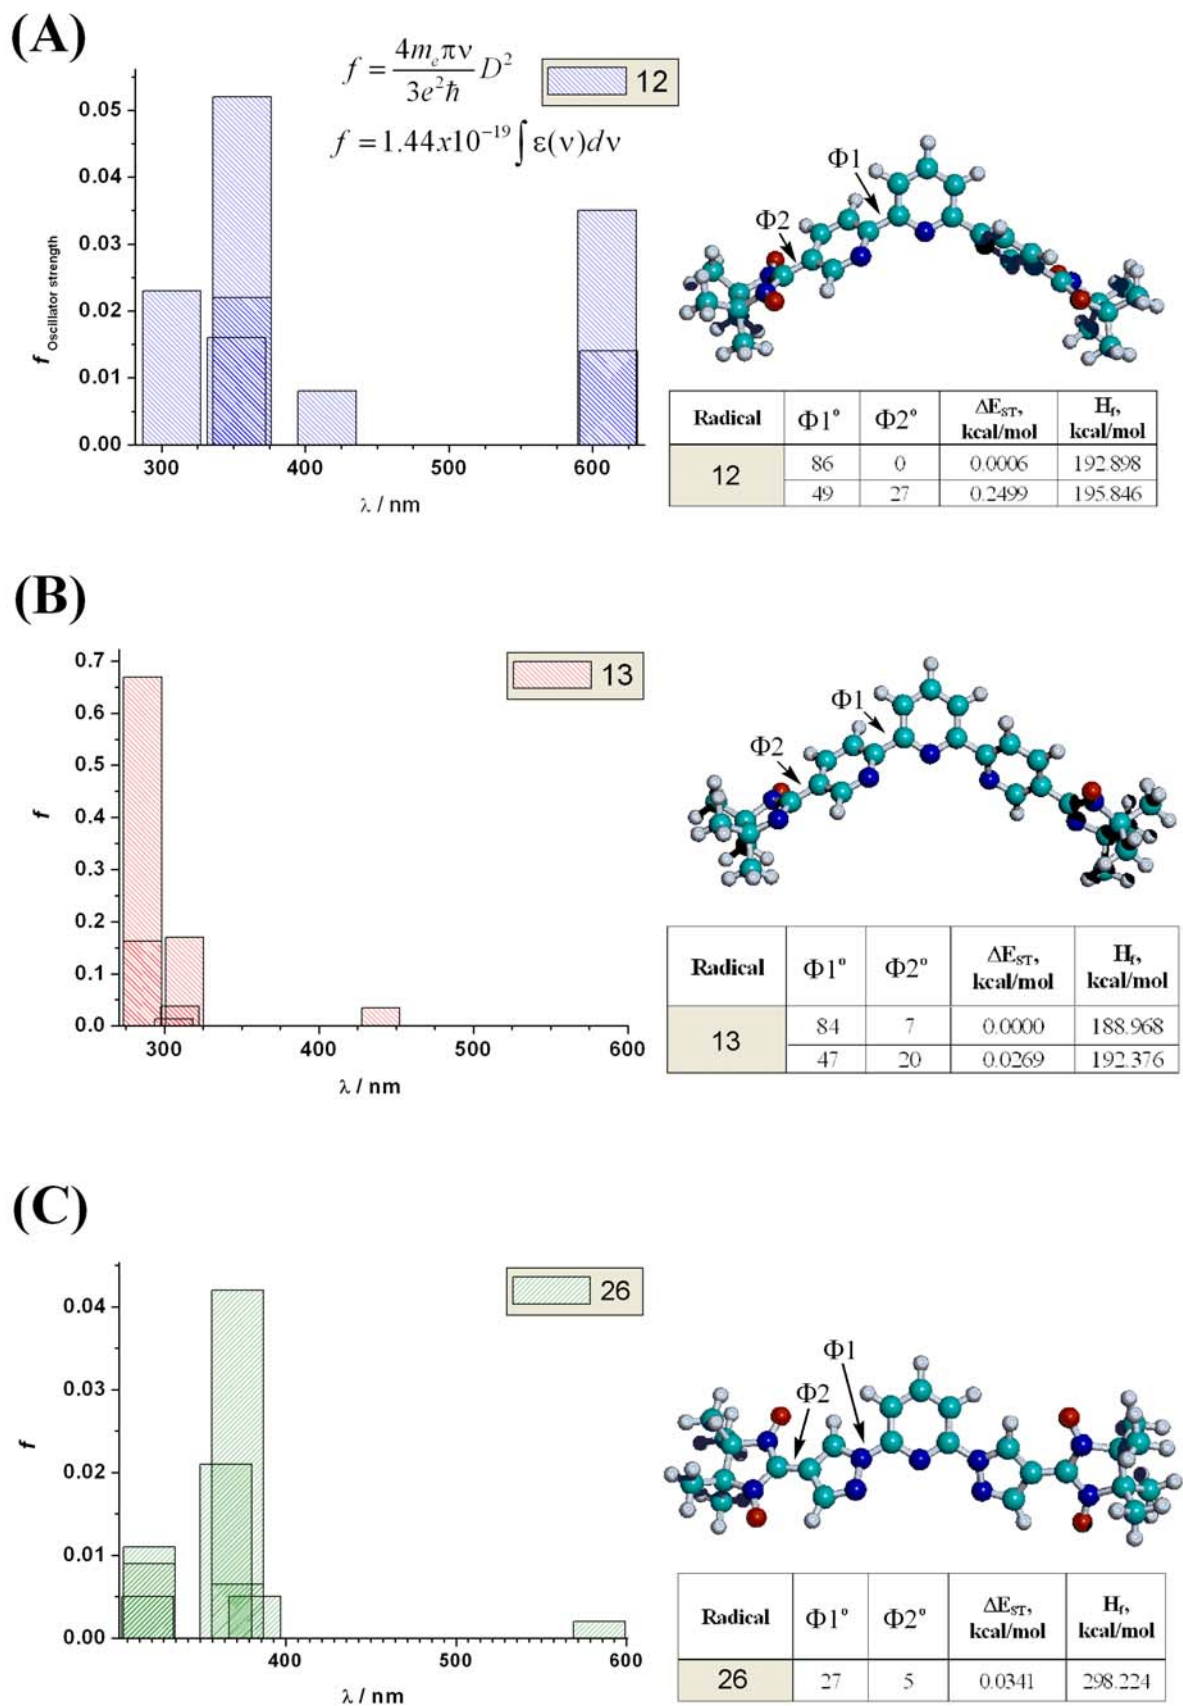 (A)
f = 4mₑπν / 3e²ħ D²
f = 1.44x10⁻¹⁹ ∫ ε(ν)dν
12
f Oscillator strength
0.05
0.04
0.03
0.02
0.01
0.00
300 400 500 600
λ / nm
Φ1
Φ2
Radical Φ1° Φ2° ΔE_ST, kcal/mol H_f, kcal/mol
12 86 0 0.0006 192.898
49 27 0.2499 195.846
(B)
13
f
0.7
0.6
0.5
0.4
0.3
0.2
0.1
0.0
300 400 500 600
λ / nm
Φ1
Φ2
Radical Φ1° Φ2° ΔE_ST, kcal/mol H_f, kcal/mol
13 84 7 0.0000 188.968
47 20 0.0269 192.376
(C)
26
f
0.04
0.03
0.02
0.01
0.00
400 500 600
λ / nm
Φ1
Φ2
Radical Φ1° Φ2° ΔE_ST, kcal/mol H_f, kcal/mol
26 27 5 0.0341 298.224